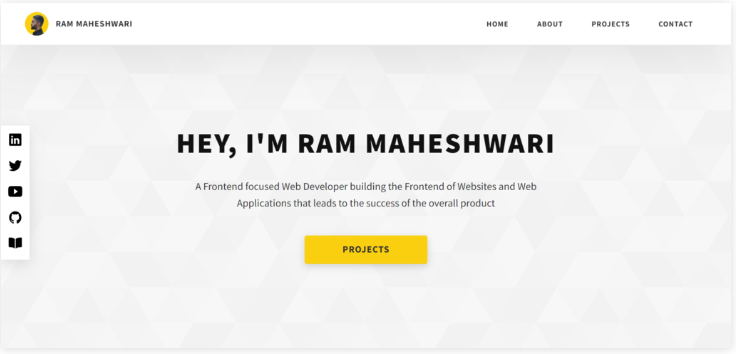 RAM MAHESHWARI
HOME
ABOUT
PROJECTS
CONTACT
HEY, I'M RAM MAHESHWARI
A Frontend focused Web Developer building the Frontend of Websites and Web
Applications that leads to the success of the overall product
PROJECTS